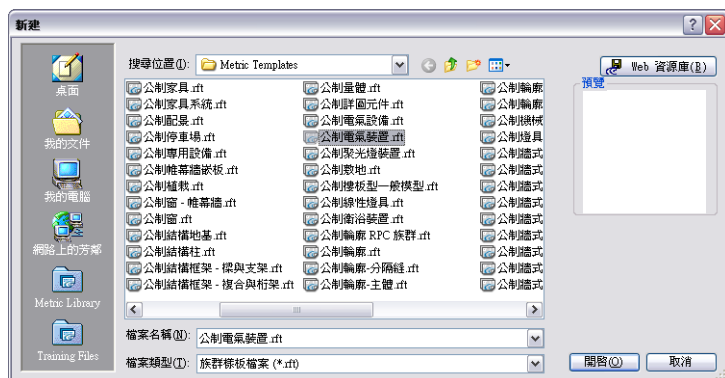 新建
搜尋位置(I): Metric Templates
Web 資源庫(B)
預覽
桌面
我的文件
我的電腦
網路上的芳鄰
Metric Library
Training Files
公制家具.rft
公制家具系統.rft
公制配景.rft
公制停車場.rft
公制專用設備.rft
公制帷幕牆嵌板.rft
公制植栽.rft
公制窗 - 帷幕牆.rft
公制窗.rft
公制結構地基.rft
公制結構柱.rft
公制結構框架 - 樑與支架.rft
公制結構框架 - 複合與桁架.rft
公制量體.rft
公制詳圖元件.rft
公制電氣設備.rft
公制電氣裝置.rft
公制聚光燈裝置.rft
公制敷地.rft
公制樓板型一般模型.rft
公制線性燈具.rft
公制衛浴裝置.rft
公制輪廓 RPC 族群.rft
公制輪廓.rft
公制輪廓-分隔縫.rft
公制輪廓-主體.rft
公制輪廓
公制輪廓
公制機械
公制燈具
公制牆式
公制牆式
公制牆式
公制牆式
公制牆式
公制牆式
公制牆式
公制牆式
公制牆式
檔案名稱(N): 公制電氣裝置.rft
檔案類型(T): 族群樣板檔案 (*.rft)
開啓(O)
取消